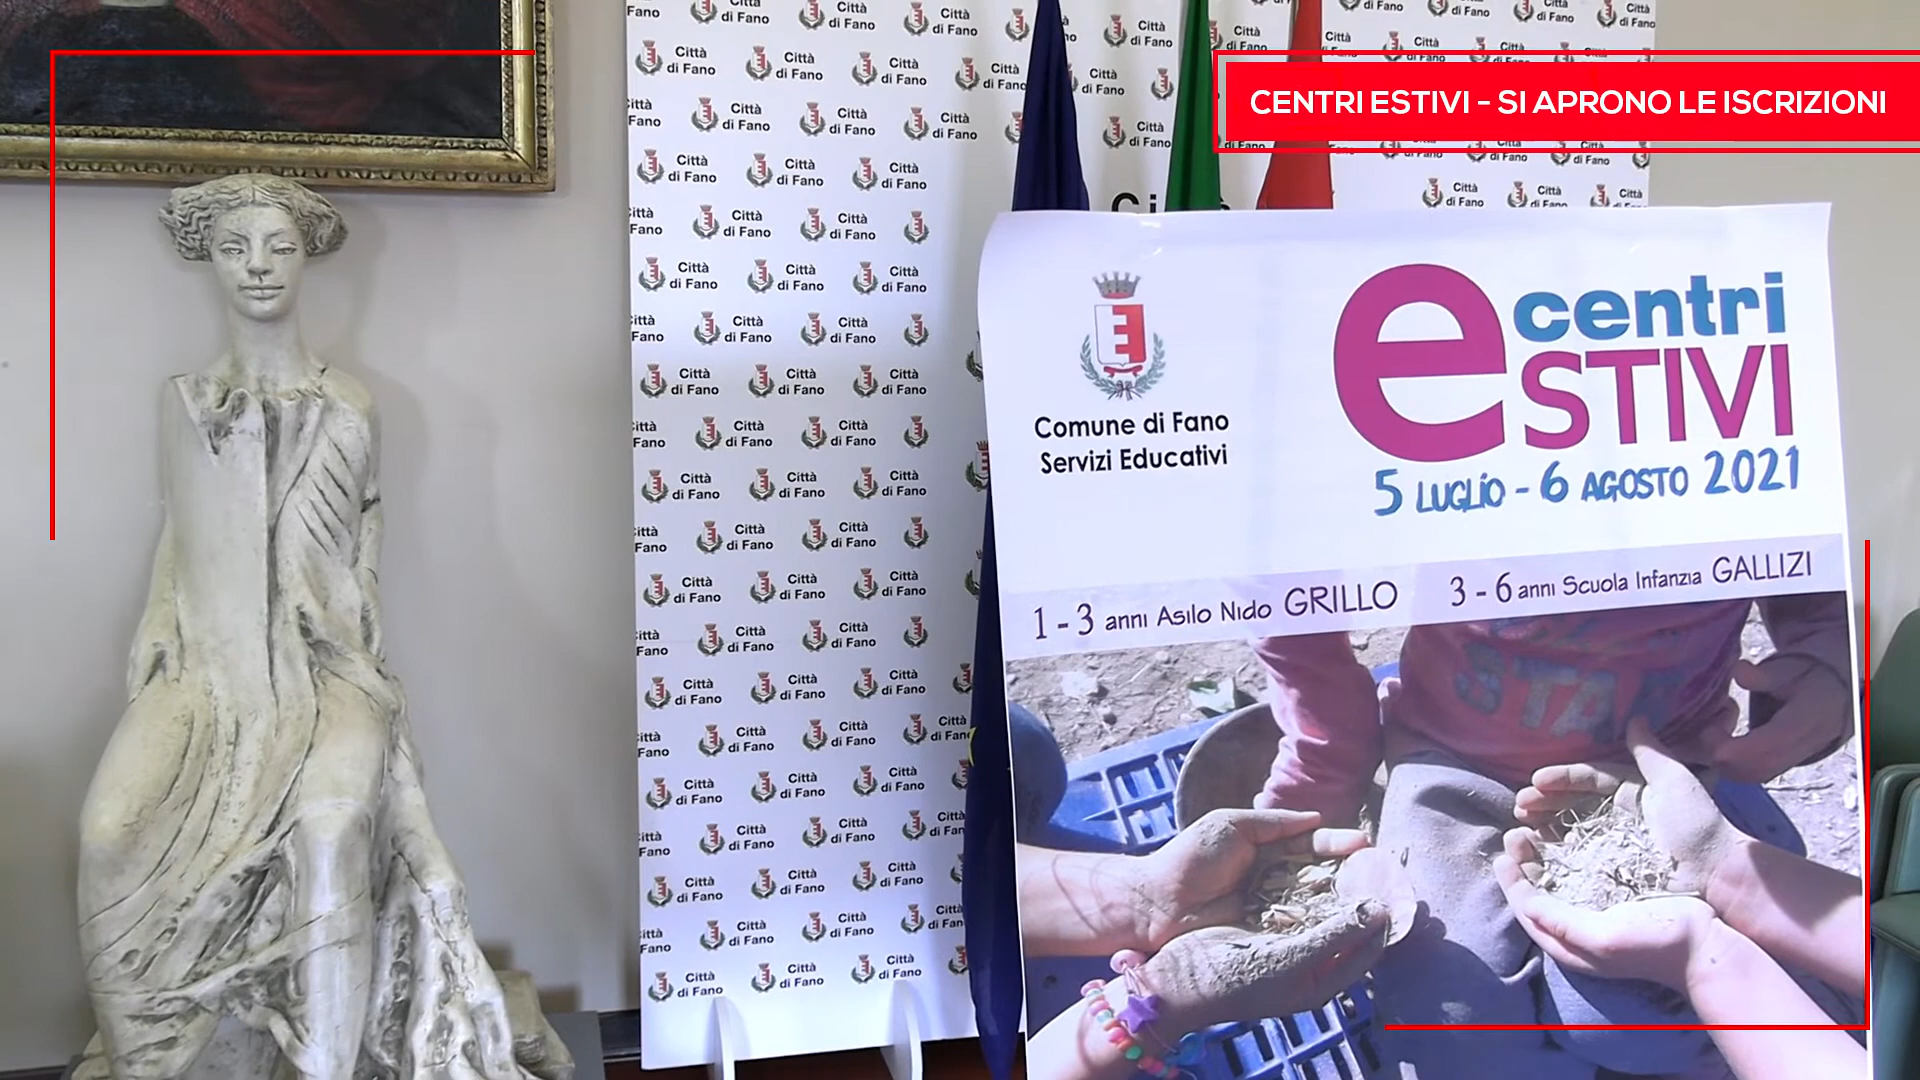 CENTRI ESTIVI - SI APRONO LE ISCRIZIONI
Città
di Fano
Comune di Fano
Servizi Educativi
centri
eSTIVI
5 LUGLIO - 6 AGOSTO 2021
1 - 3 anni Asilo Nido GRILLO
3 - 6 anni Scuola Infanzia GALLIZI